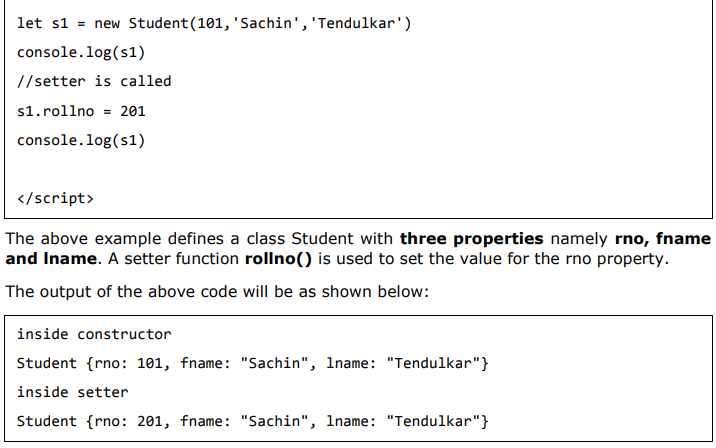 let s1 = new Student(101,'Sachin','Tendulkar')
console.log(s1)
//setter is called
s1.rollno = 201
console.log(s1)
</script>
The above example defines a class Student with three properties namely rno, fname
and lname. A setter function rollno() is used to set the value for the rno property.
The output of the above code will be as shown below:
inside constructor
Student {rno: 101, fname: "Sachin", lname: "Tendulkar"}
inside setter
Student {rno: 201, fname: "Sachin", lname: "Tendulkar"}